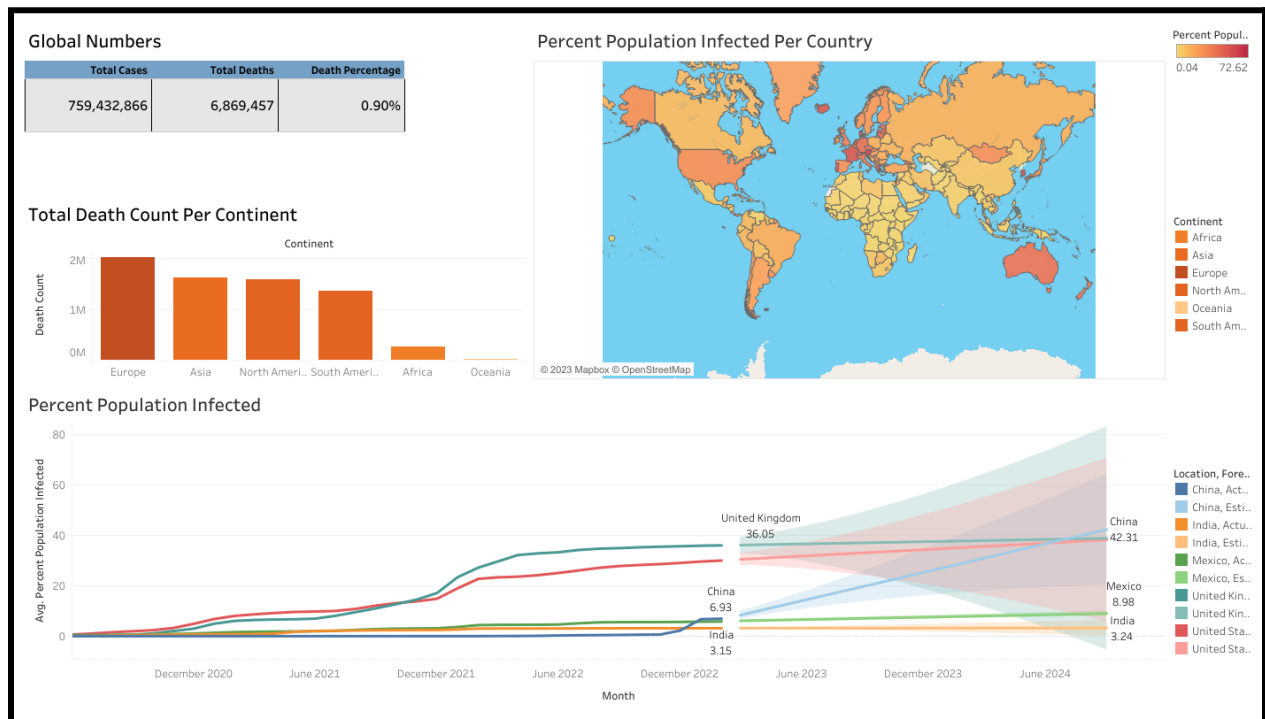 Global Numbers
Total Cases Total Deaths Death Percentage
759,432,866 6,869,457 0.90%
Percent Population Infected Per Country
© 2023 Mapbox © OpenStreetMap
Percent Popul..
0.04 72.62
Total Death Count Per Continent
Continent
Death Count
2M
1M
0M
Europe Asia North Ameri.. South Ameri.. Africa Oceania
Continent
Africa
Asia
Europe
North Am..
Oceania
South Am..
Percent Population Infected
Avg. Percent Population Infected
80
60
40
20
0
United Kingdom
36.05
China
6.93
India
3.15
China
42.31
Mexico
8.98
India
3.24
December 2020 June 2021 December 2021 June 2022 December 2022 June 2023 December 2023 June 2024
Month
Location, Fore..
China, Act..
China, Esti..
India, Actu..
India, Esti..
Mexico, Ac..
Mexico, Es..
United Kin..
United Kin..
United Sta..
United Sta..